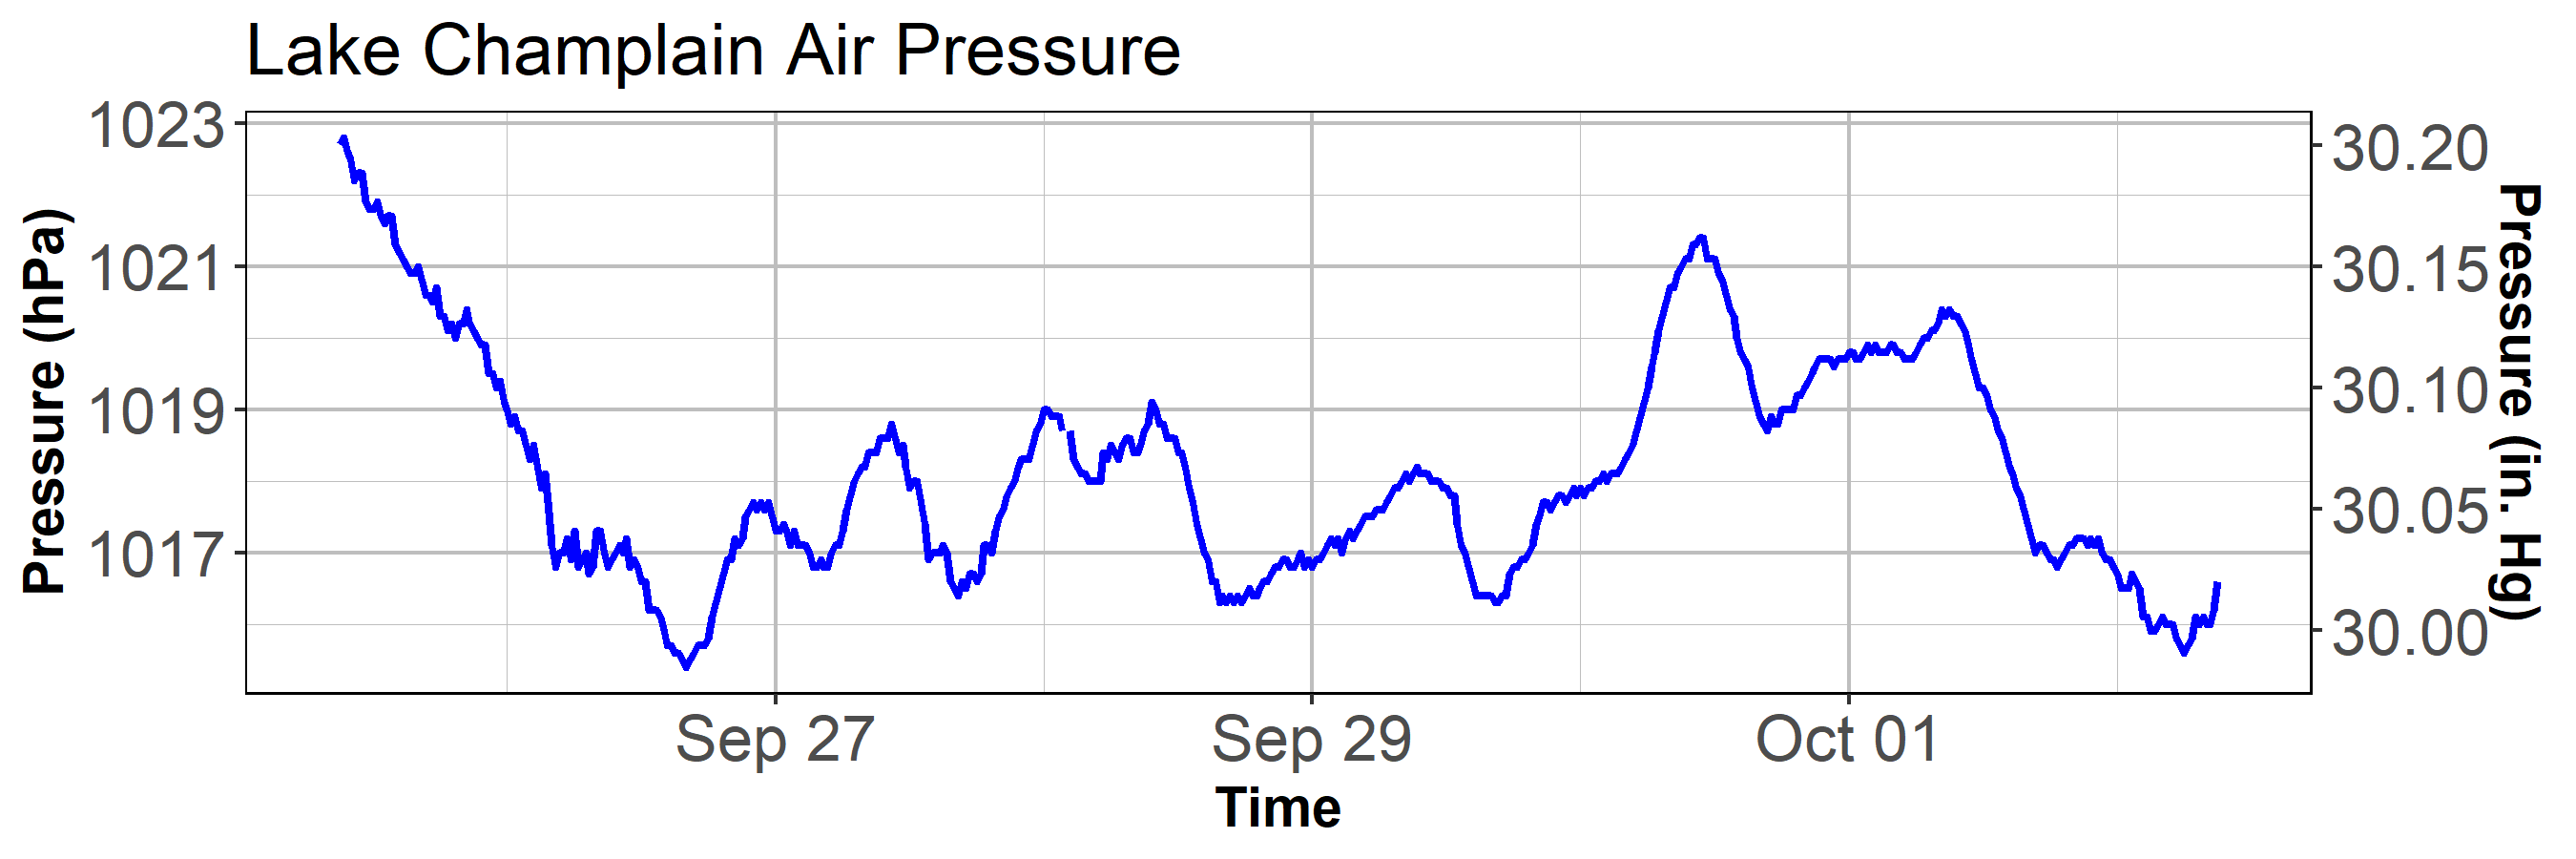 Lake Champlain Air Pressure
1023
1021
1019
1017
Pressure (hPa)
30.20
30.15
30.10
30.05
30.00
Pressure (in. Hg)
Sep 27
Sep 29
Oct 01
Time